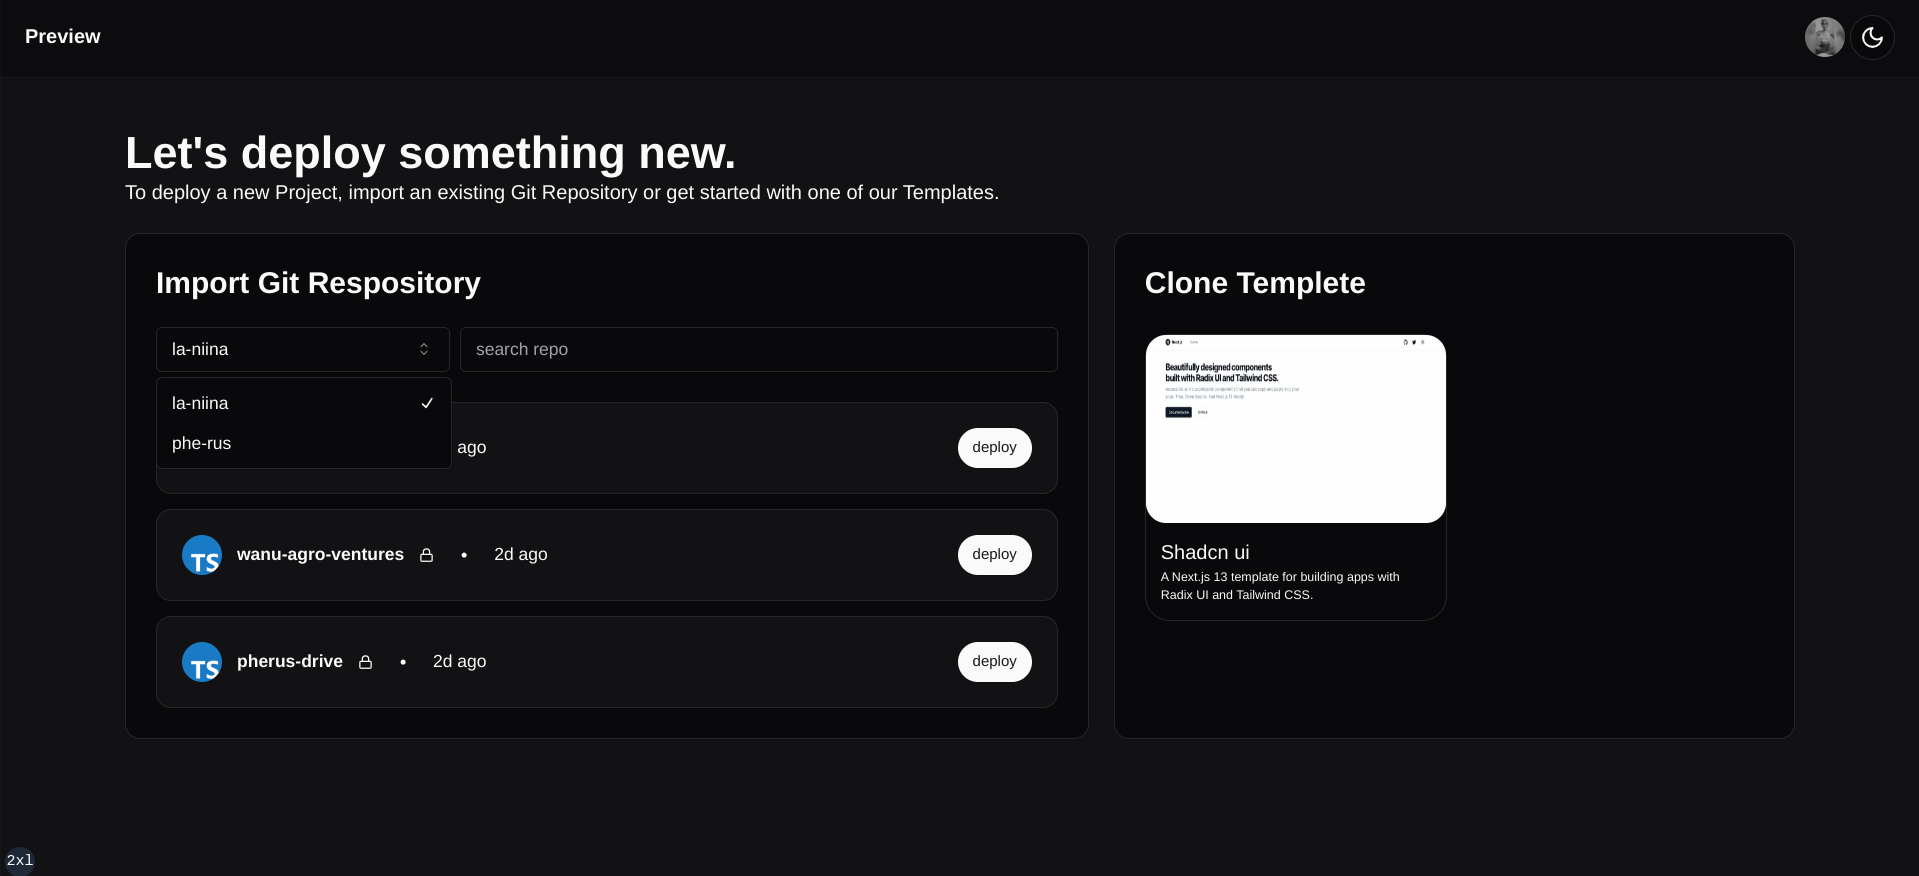 Preview
Let's deploy something new.
To deploy a new Project, import an existing Git Repository or get started with one of our Templates.
Import Git Respository
la-niina
search repo
la-niina
phe-rus
ago
deploy
TS wanu-agro-ventures • 2d ago
deploy
TS pherus-drive • 2d ago
deploy
Clone Templete
Next.js
Beautifully designed components
built with Radix UI and Tailwind CSS.
Documentation
GitHub
Shadcn ui
A Next.js 13 template for building apps with
Radix UI and Tailwind CSS.
2xl